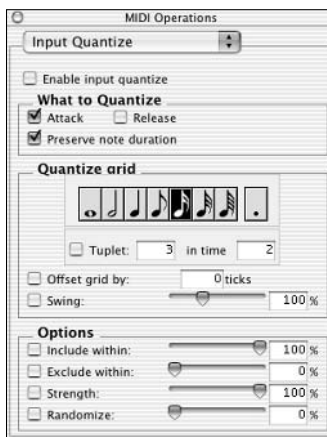 MIDI Operations
Input Quantize
Enable input quantize
What to Quantize
Attack Release
Preserve note duration
Quantize grid
Tuplet: 3 in time 2
Offset grid by: 0 ticks
Swing: 100 %
Options
Include within: 100 %
Exclude within: 0 %
Strength: 100 %
Randomize: 0 %